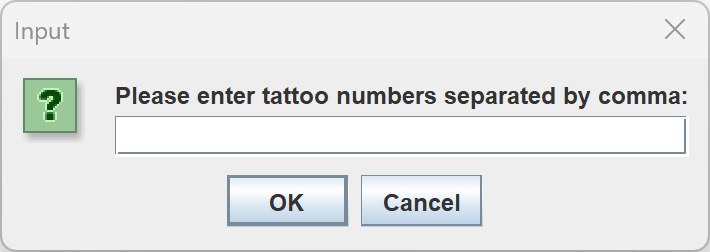 Input
Please enter tattoo numbers separated by comma:
OK Cancel